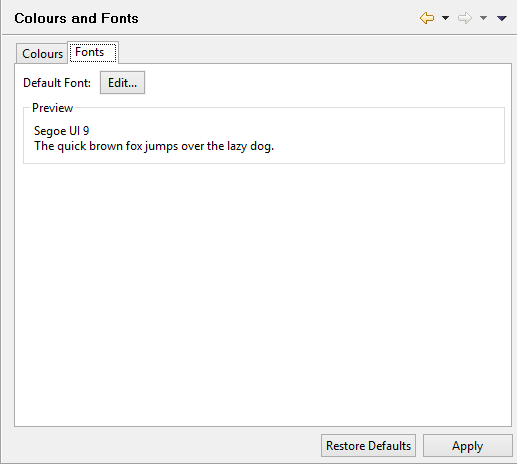 Colours and Fonts
Colours Fonts
Default Font: Edit...
Preview
Segoe UI 9
The quick brown fox jumps over the lazy dog.
Restore Defaults Apply